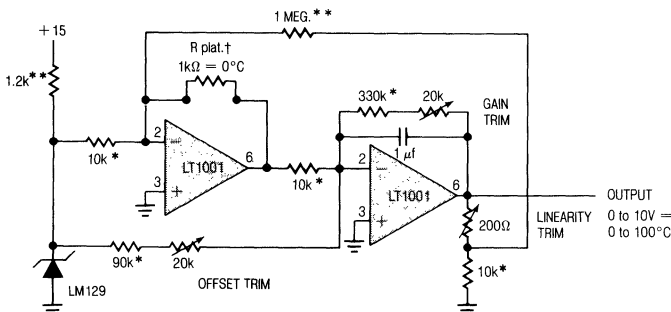 1 MEG.**
+15
R plat.†
1kΩ = 0°C
1.2k**
330k*
20k
GAIN
TRIM
10k*
2
3
6
LT1001
10k*
1 µf
2
3
6
LT1001
OUTPUT
0 to 10V =
0 to 100°C
200Ω
LINEARITY
TRIM
90k*
20k
OFFSET TRIM
10k*
LM129